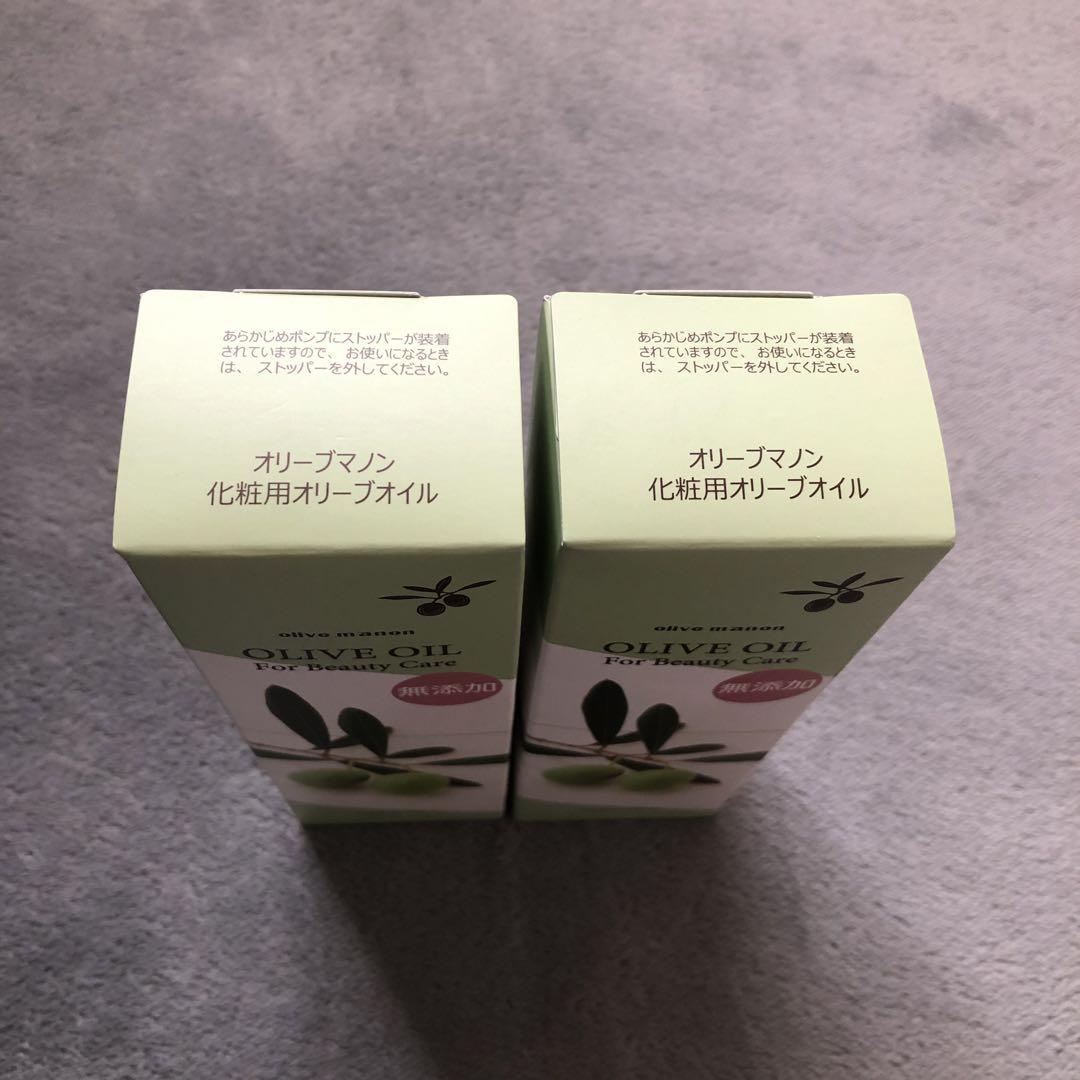 あらかじめポンプにストッパーが装着
されていますので、 お使いになるとき
は、 ストッパーを外してください。
オリーブマノン
化粧用オリーブオイル
olive manon
OLIVE OIL
For Beauty Care
無添加
あらかじめポンプにストッパーが装着
されていますので、 お使いになるとき
は、 ストッパーを外してください。
オリーブマノン
化粧用オリーブオイル
olive manon
OLIVE OIL
For Beauty Care
無添加